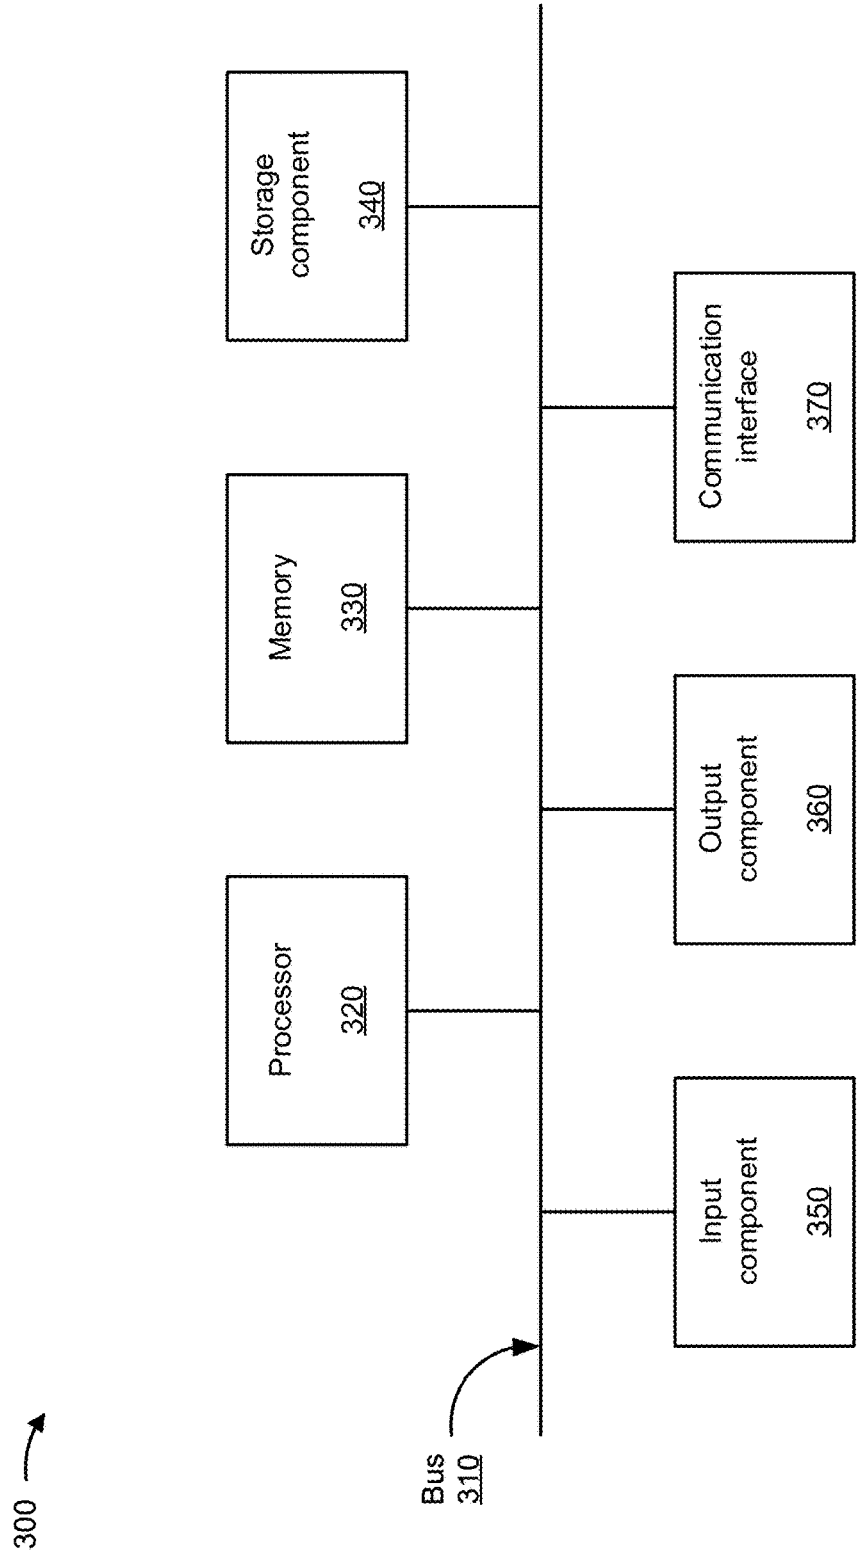 300
Bus
310
Processor
320
Memory
330
Storage
component
340
Input
component
350
Output
component
360
Communication
interface
370